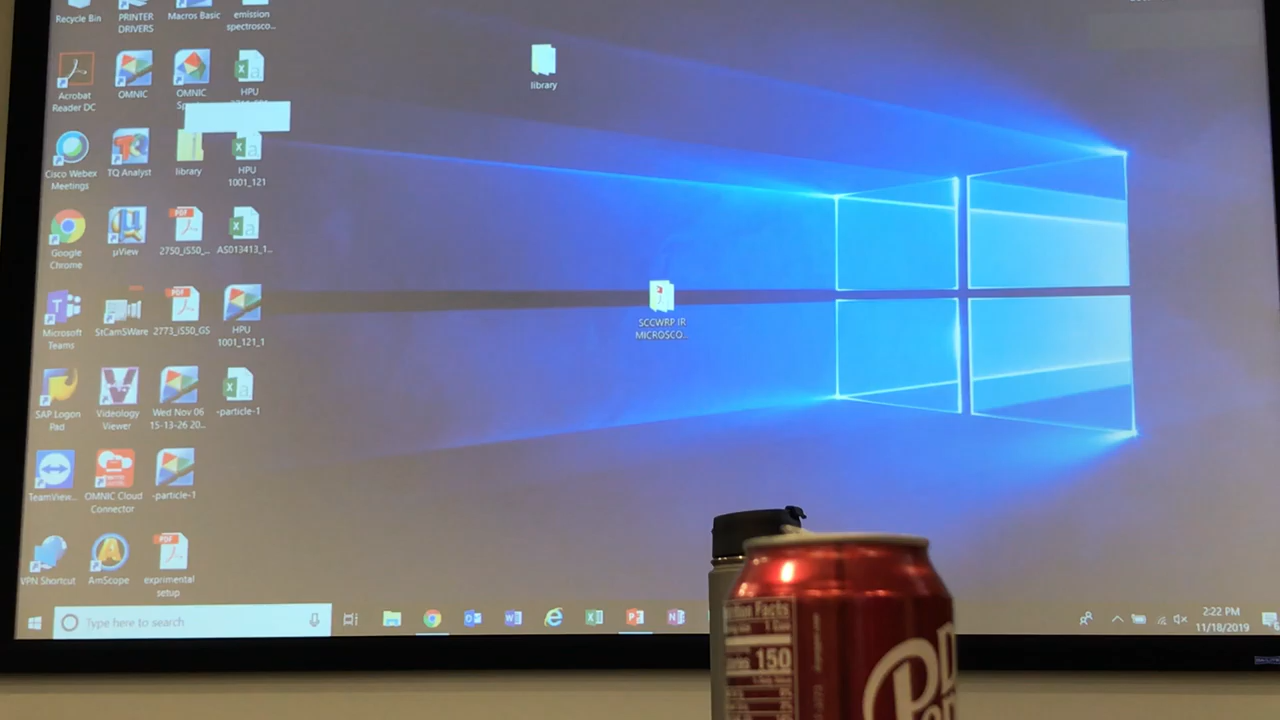 Recycle Bin
PRINTER
DRIVERS
Macros Basic
emission
spectrosco...
Acrobat
Reader DC
OMNIC
OMNIC
HPU
library
Cisco Webex
Meetings
TQ Analyst
library
HPU
1001_121
Google
Chrome
µView
2750_iS50_...
AS013413_1...
Microsoft
Teams
StCamSWare
2773_iS50_GS
HPU
1001_121_1
SCCWRP IR
MICROSCO...
SAP Logon
Pad
Videology
Viewer
Wed Nov 06
15-13-26 20...
-particle-1
TeamView...
OMNIC Cloud
Connector
-particle-1
VPN Shortcut
AmScope
exprimental
setup
Type here to search
2:22 PM
11/18/2019
Facts
150